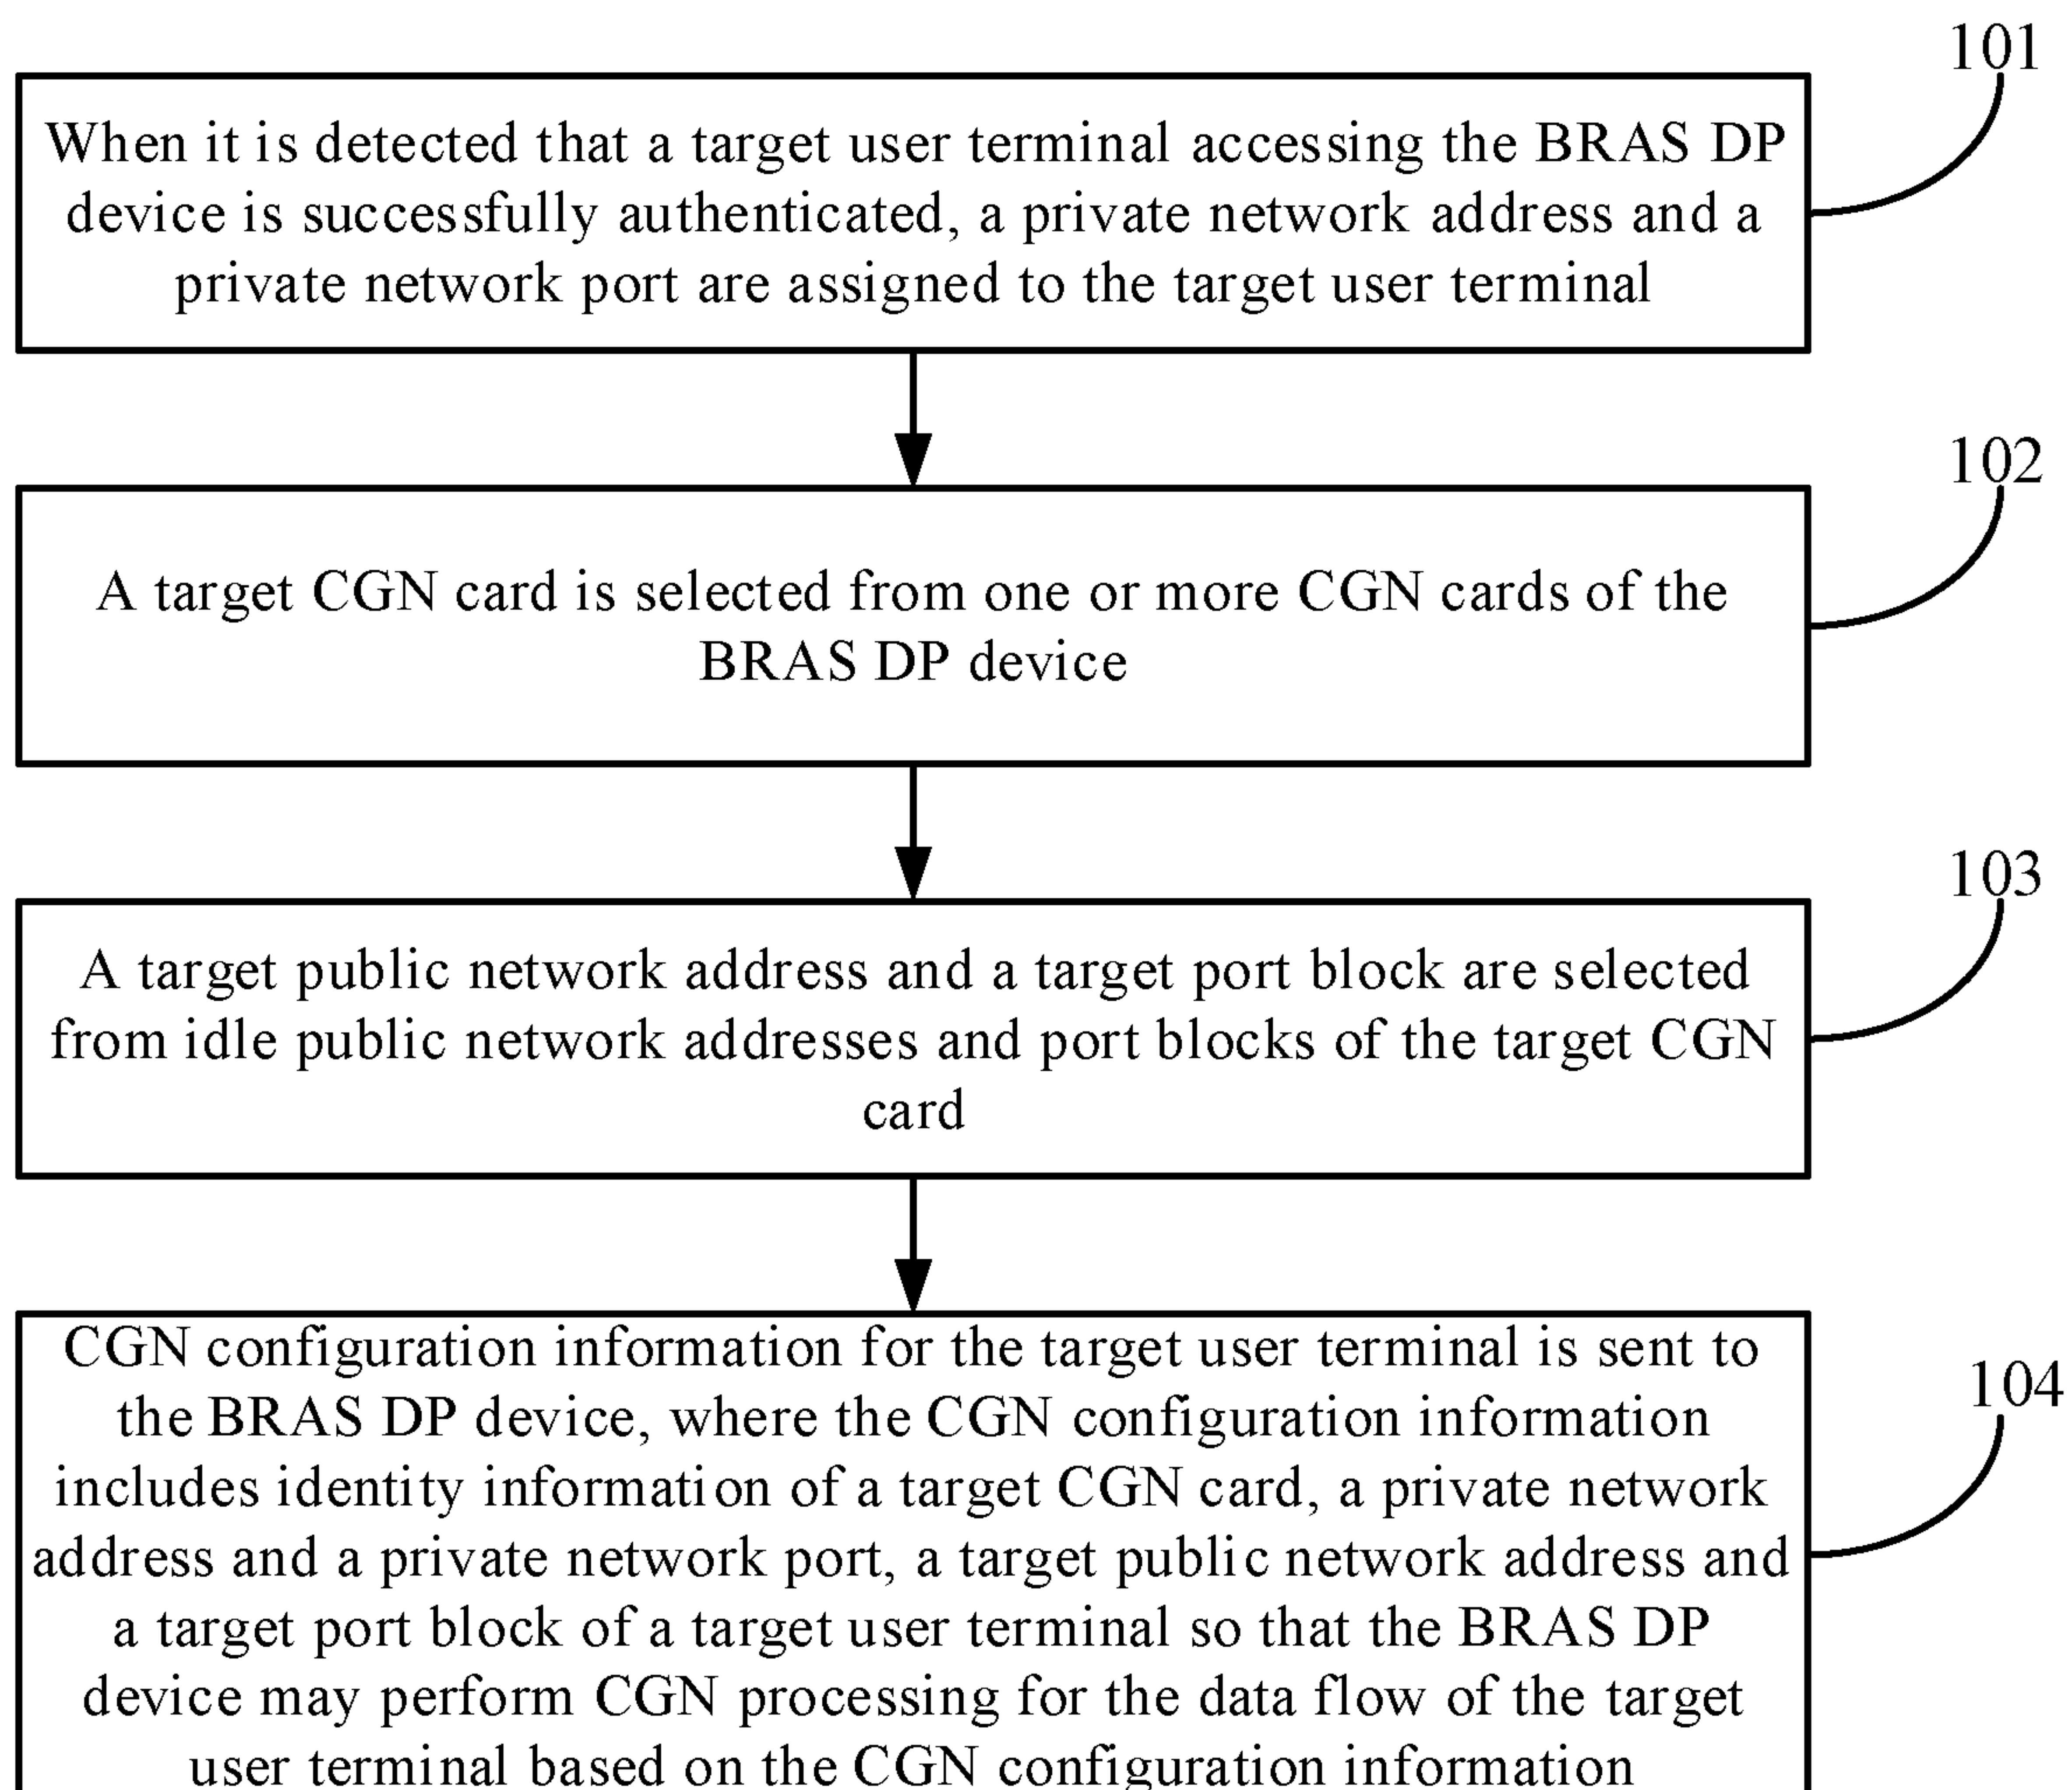 101
When it is detected that a target user terminal accessing the BRAS DP
device is successfully authenticated, a private network address and a
private network port are assigned to the target user terminal
102
A target CGN card is selected from one or more CGN cards of the
BRAS DP device
103
A target public network address and a target port block are selected
from idle public network addresses and port blocks of the target CGN
card
104
CGN configuration information for the target user terminal is sent to
the BRAS DP device, where the CGN configuration information
includes identity information of a target CGN card, a private network
address and a private network port, a target public network address and
a target port block of a target user terminal so that the BRAS DP
device may perform CGN processing for the data flow of the target
user terminal based on the CGN configuration information